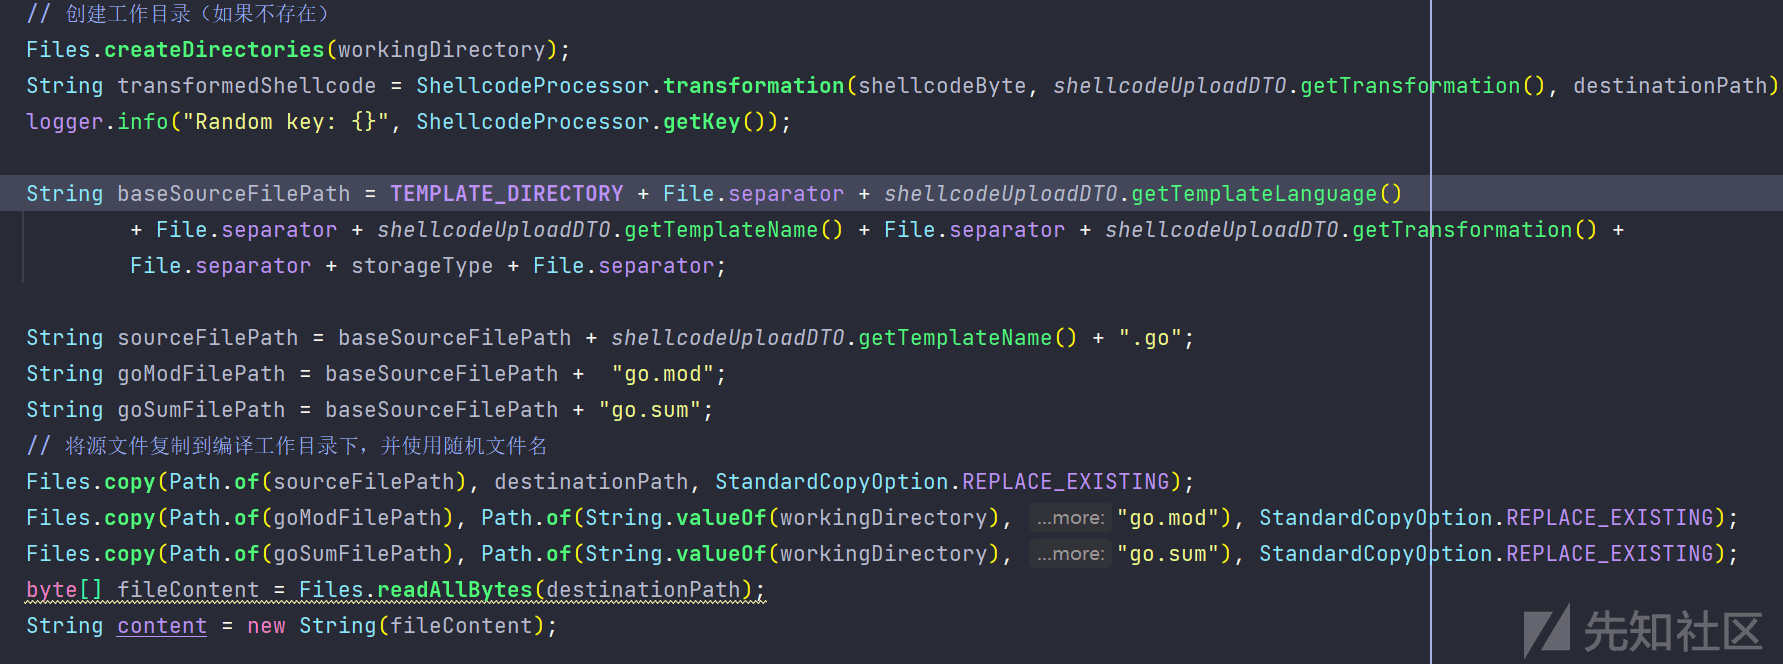 // 创建工作目录（如果不存在）
Files.createDirectories(workingDirectory);
String transformedShellcode = ShellcodeProcessor.transformation(shellcodeByte, shellcodeUploadDTO.getTransformation(), destinationPath)
logger.info("Random key: {}", ShellcodeProcessor.getKey());
String baseSourceFilePath = TEMPLATE_DIRECTORY + File.separator + shellcodeUploadDTO.getTemplateLanguage()
+ File.separator + shellcodeUploadDTO.getTemplateName() + File.separator + shellcodeUploadDTO.getTransformation() +
File.separator + storageType + File.separator;
String sourceFilePath = baseSourceFilePath + shellcodeUploadDTO.getTemplateName() + ".go";
String goModFilePath = baseSourceFilePath +  "go.mod";
String goSumFilePath = baseSourceFilePath + "go.sum";
// 将源文件复制到编译工作目录下，并使用随机文件名
Files.copy(Path.of(sourceFilePath), destinationPath, StandardCopyOption.REPLACE_EXISTING);
Files.copy(Path.of(goModFilePath), Path.of(String.valueOf(workingDirectory), ...more: "go.mod"), StandardCopyOption.REPLACE_EXISTING);
Files.copy(Path.of(goSumFilePath), Path.of(String.valueOf(workingDirectory), ...more: "go.sum"), StandardCopyOption.REPLACE_EXISTING);
byte[] fileContent = Files.readAllBytes(destinationPath);
String content = new String(fileContent);
先知社区